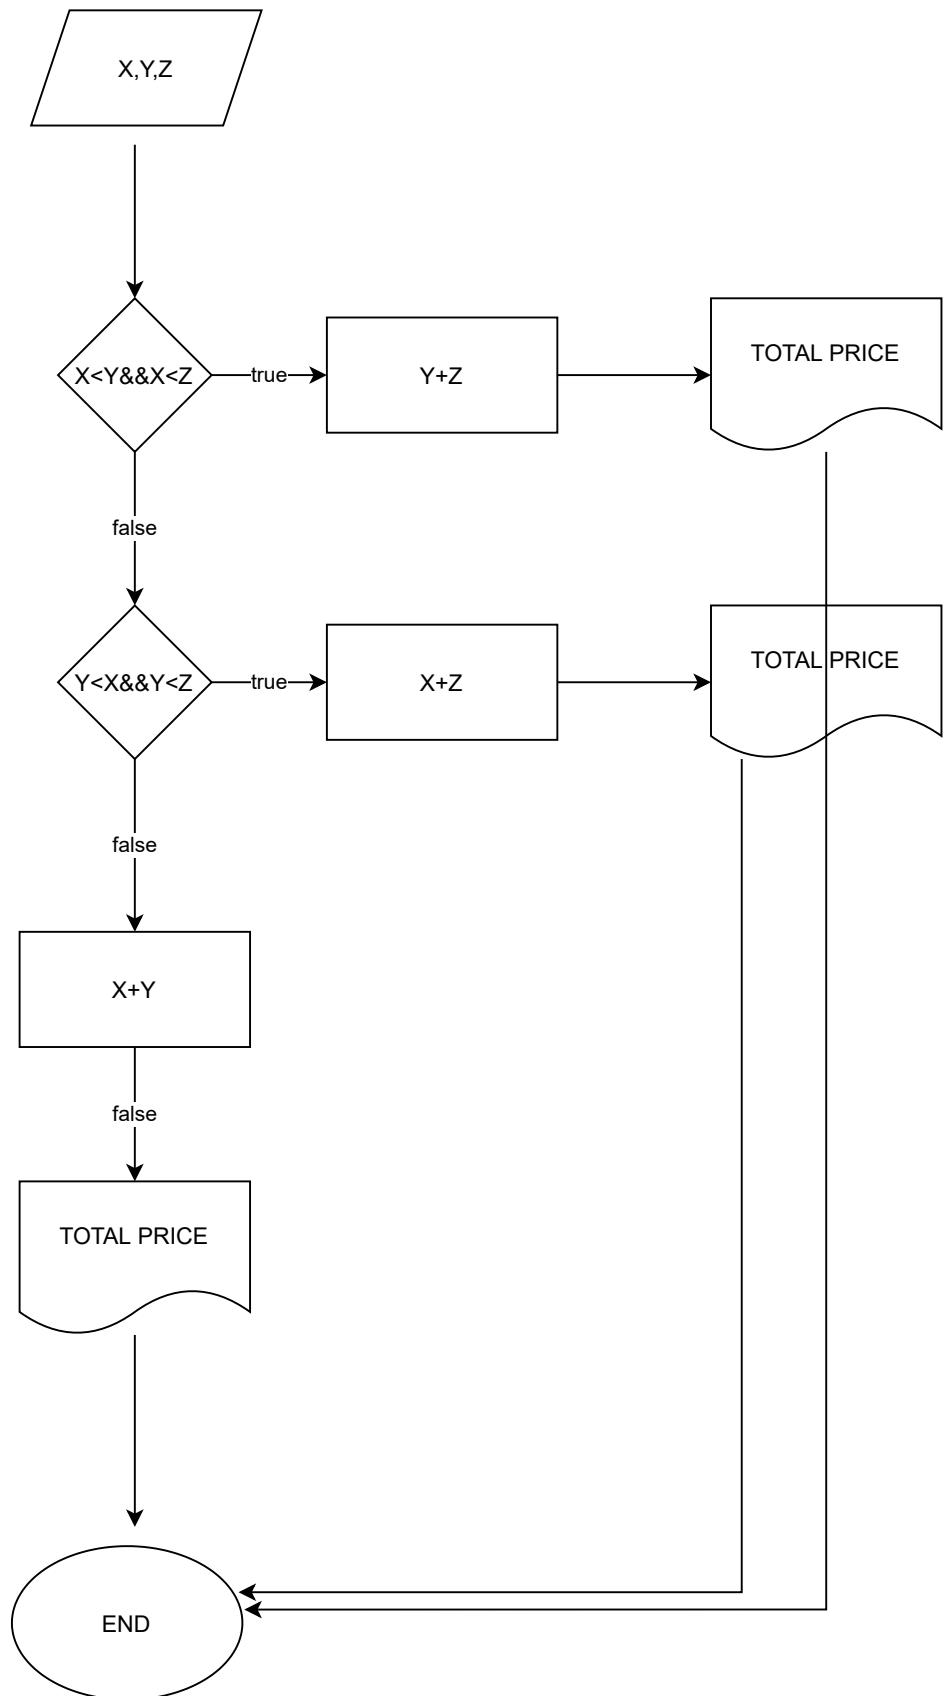 X,Y,Z
X<Y&&X<Z
true
Y+Z
TOTAL PRICE
false
Y<X&&Y<Z
true
X+Z
TOTAL PRICE
false
X+Y
false
TOTAL PRICE
END